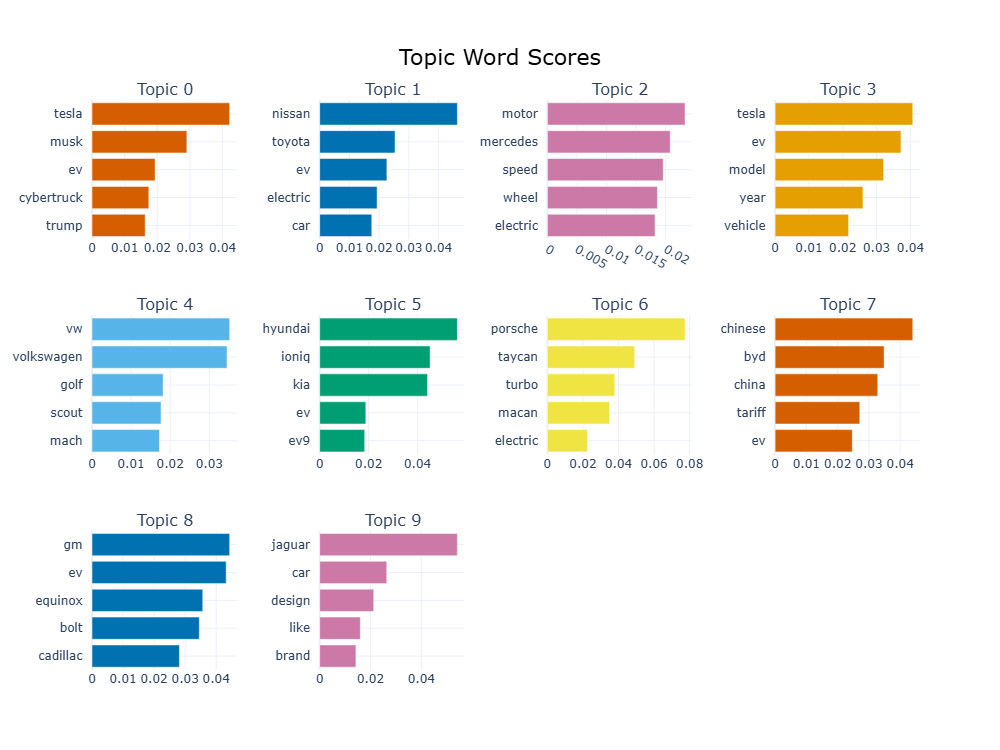 Topic Word Scores
Topic 0
tesla
musk
ev
cybertruck
trump
0 0.01 0.02 0.03 0.04
Topic 1
nissan
toyota
ev
electric
car
0 0.01 0.02 0.03 0.04
Topic 2
motor
mercedes
speed
wheel
electric
0 0.005 0.01 0.015 0.02
Topic 3
tesla
ev
model
year
vehicle
0 0.01 0.02 0.03 0.04
Topic 4
vw
volkswagen
golf
scout
mach
0 0.01 0.02 0.03
Topic 5
hyundai
ioniq
kia
ev
ev9
0 0.02 0.04
Topic 6
porsche
taycan
turbo
macan
electric
0 0.02 0.04 0.06 0.08
Topic 7
chinese
byd
china
tariff
ev
0 0.01 0.02 0.03 0.04
Topic 8
gm
ev
equinox
bolt
cadillac
0 0.01 0.02 0.03 0.04
Topic 9
jaguar
car
design
like
brand
0 0.02 0.04